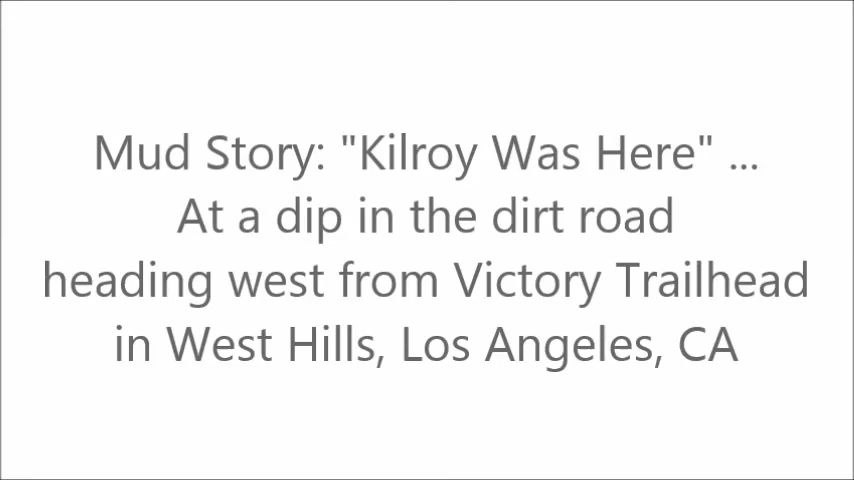 Mud Story: "Kilroy Was Here" ...
At a dip in the dirt road
heading west from Victory Trailhead
in West Hills, Los Angeles, CA